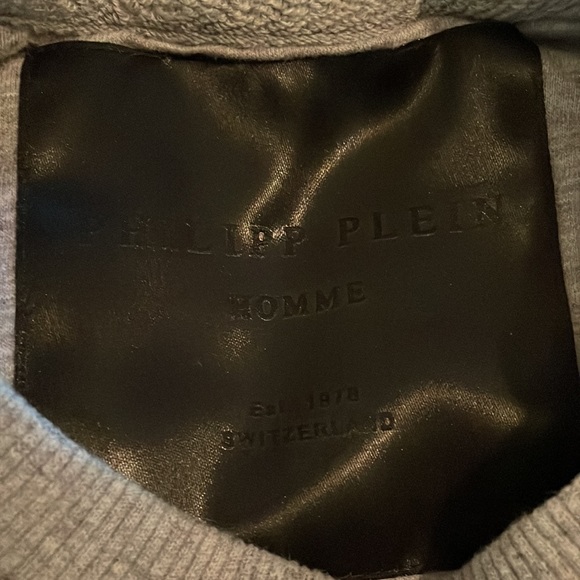 PHILIPP PLEIN
HOMME
Est. 1978
SWITZERLAND